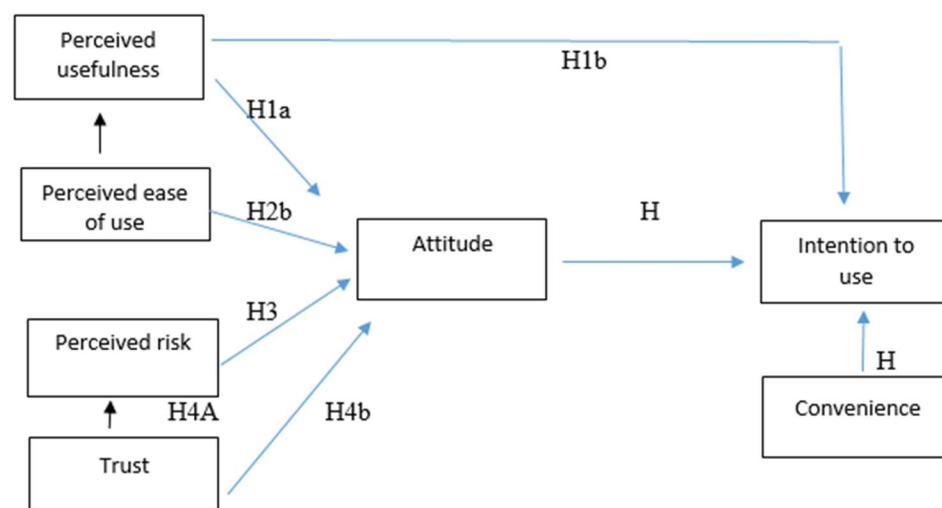 Perceived
usefulness
H1b
H1a
Perceived ease
of use
H2b
Attitude
H
Intention to
use
H3
Perceived risk
H4A
H4b
H
Convenience
Trust